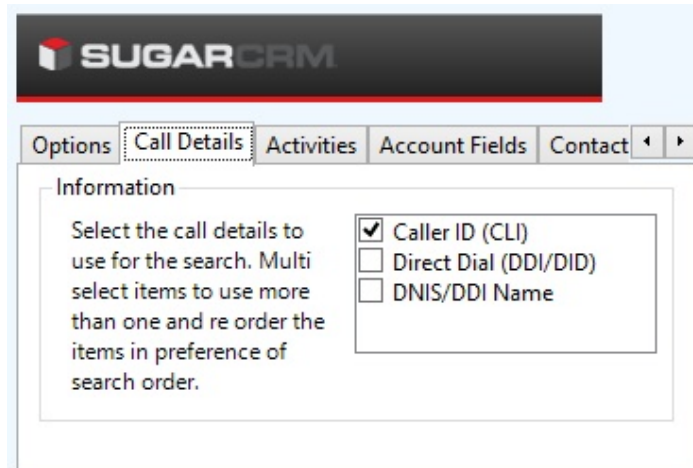 SUGARCRM
Options Call Details Activities Account Fields Contact
Information
Select the call details to
use for the search. Multi
select items to use more
than one and re order the
items in preference of
search order.
Caller ID (CLI)
Direct Dial (DDI/DID)
DNIS/DDI Name